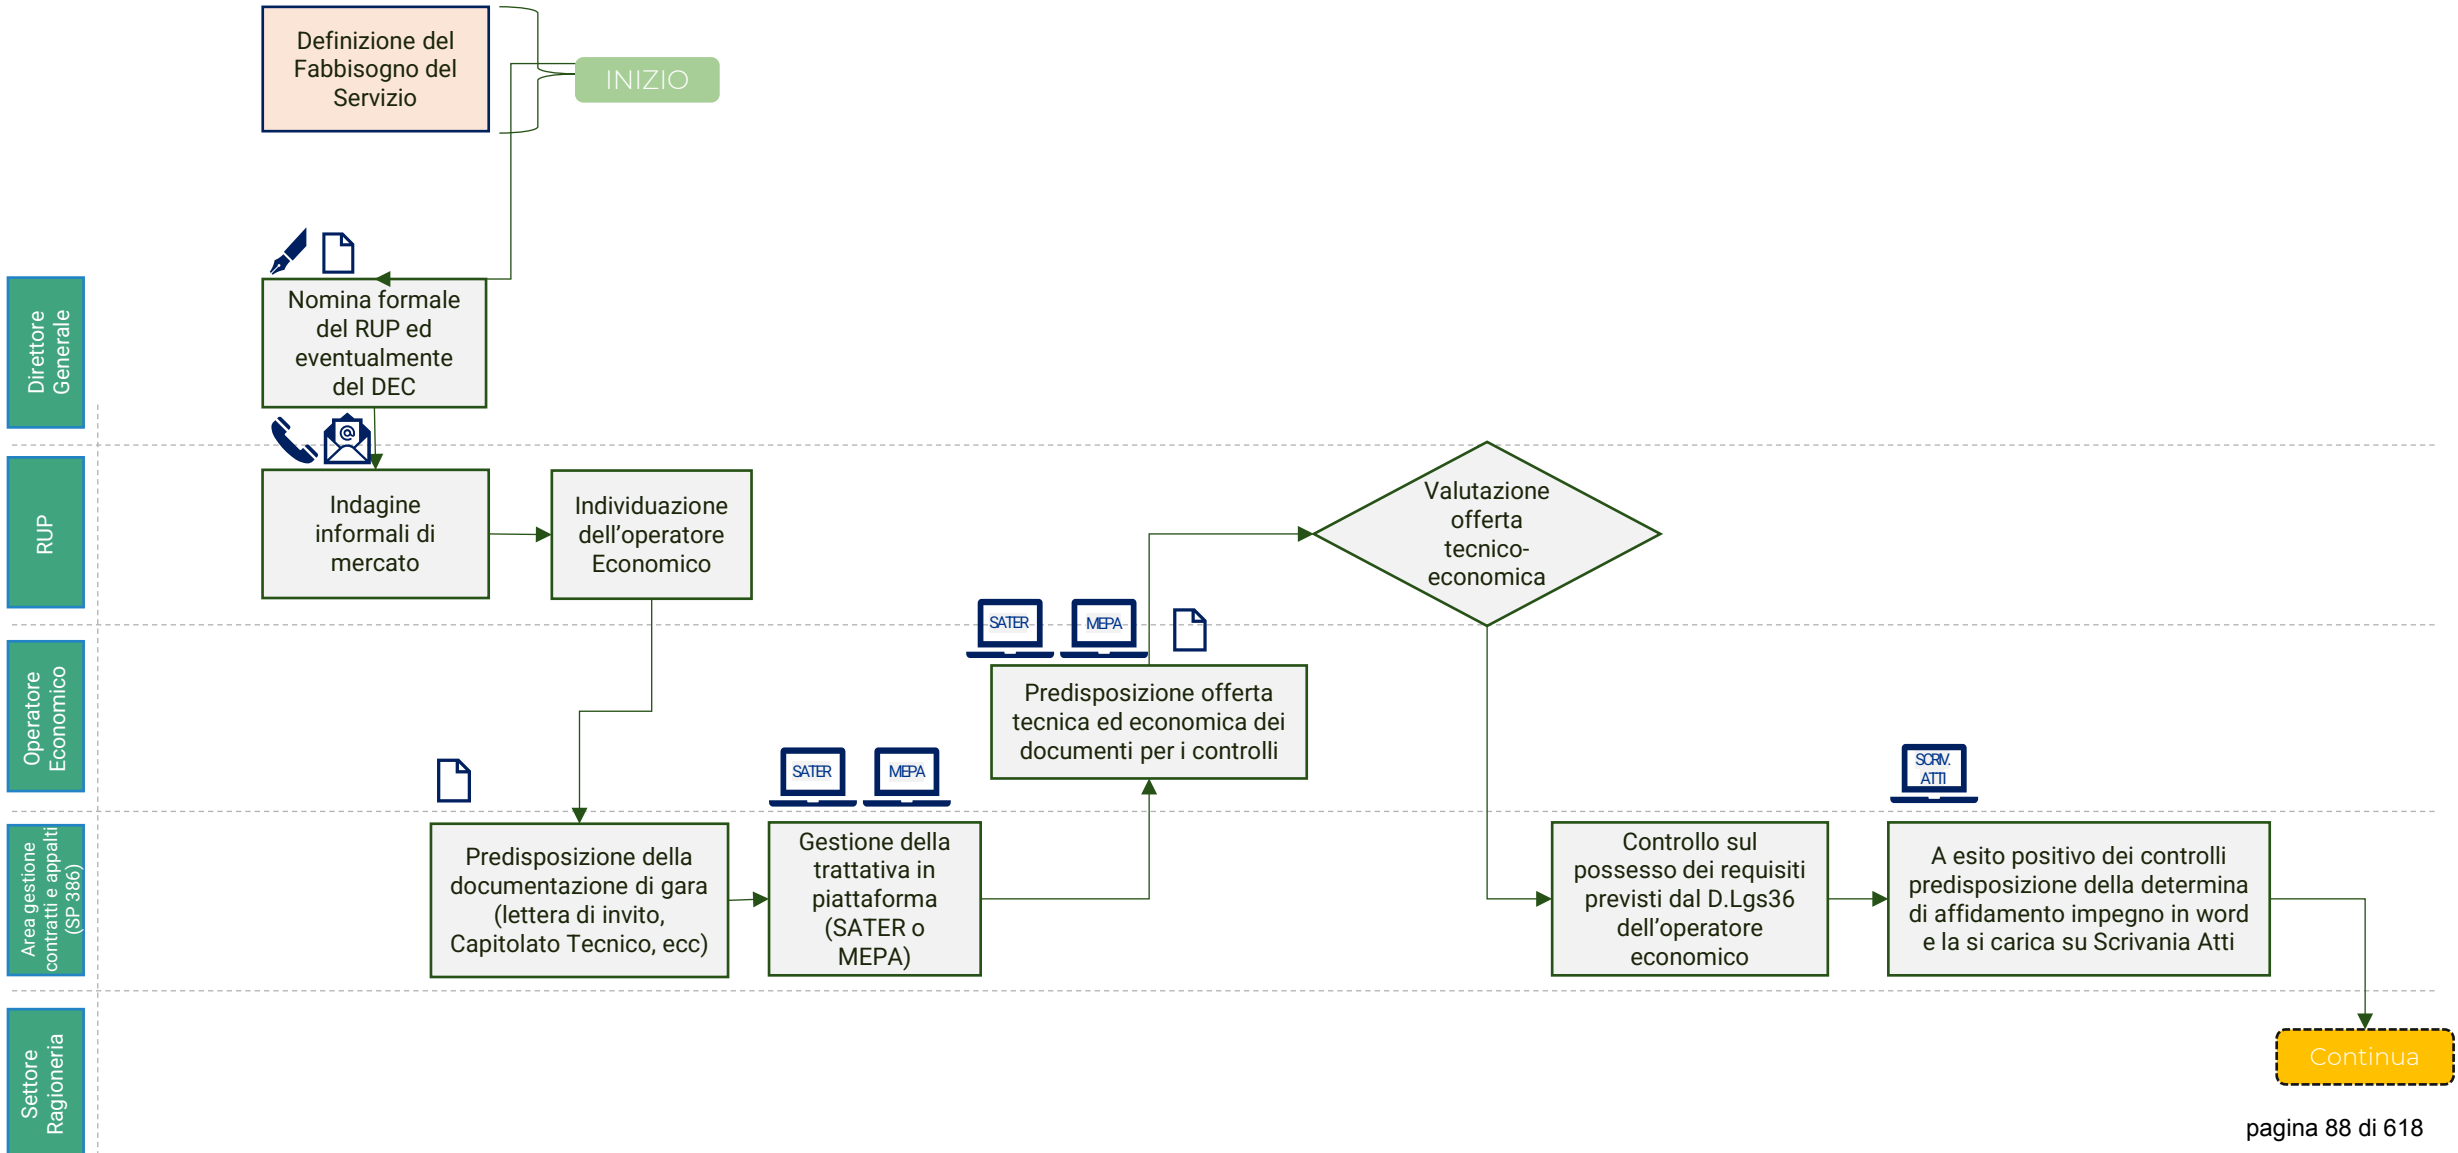 Definizione del
Fabbisogno del
Servizio
INIZIO
Direttore
Generale
Nomina formale
del RUP ed
eventualmente
del DEC
@
RUP
Indagine
informali di
mercato
Individuazione
dell’operatore
Economico
Valutazione
offerta
tecnico-
economica
Operatore
Economico
SATER
MEPA
Predisposizione offerta
tecnica ed economica dei
documenti per i controlli
SATER
MEPA
SCRIV.
ATTI
Area gestione
contratti e appalti
(SP 386)
Predisposizione della
documentazione di gara
(lettera di invito,
Capitolato Tecnico, ecc)
Gestione della
trattativa in
piattaforma
(SATER o
MEPA)
Controllo sul
possesso dei requisiti
previsti dal D.Lgs36
dell’operatore
economico
A esito positivo dei controlli
predisposizione della determina
di affidamento impegno in word
e la si carica su Scrivania Atti
Settore
Ragioneria
Continua
pagina 88 di 618